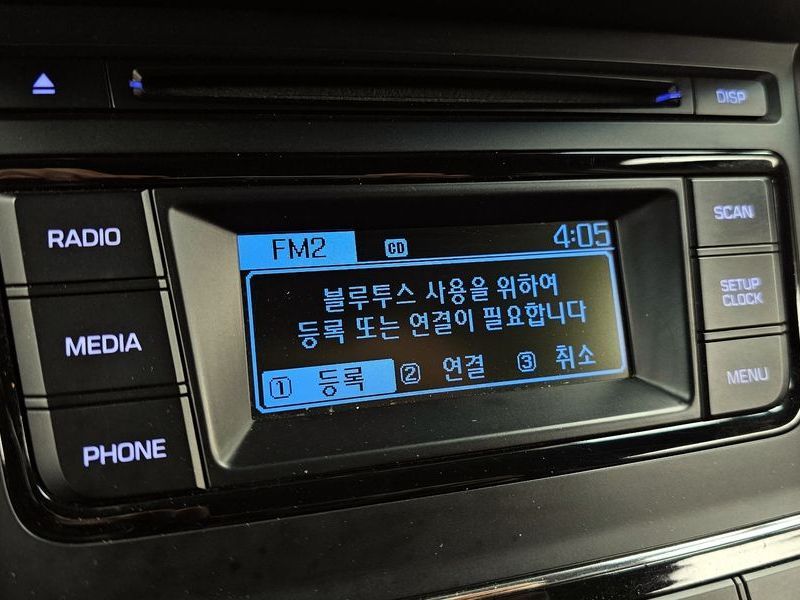 DISP
RADIO
MEDIA
PHONE
FM2 CD 4:05
블루투스 사용을 위하여
등록 또는 연결이 필요합니다
1 등록 2 연결 3 취소
SCAN
SETUP
CLOCK
MENU